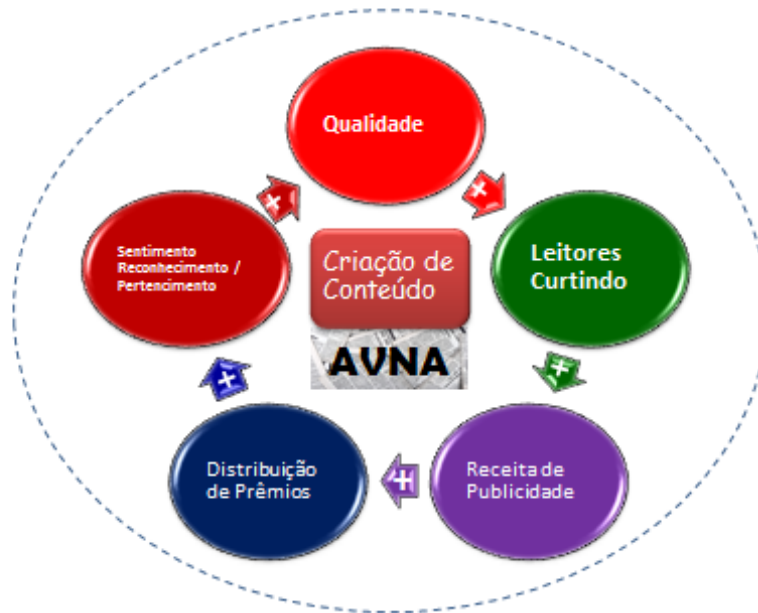 Qualidade
+
+
Sentimento
Reconhecimento /
Pertencimento
Leitores
Curtindo
Criação de
Conteúdo
AVNA
+
+
Distribuição
de Prêmios
+
Receita de
Publicidade